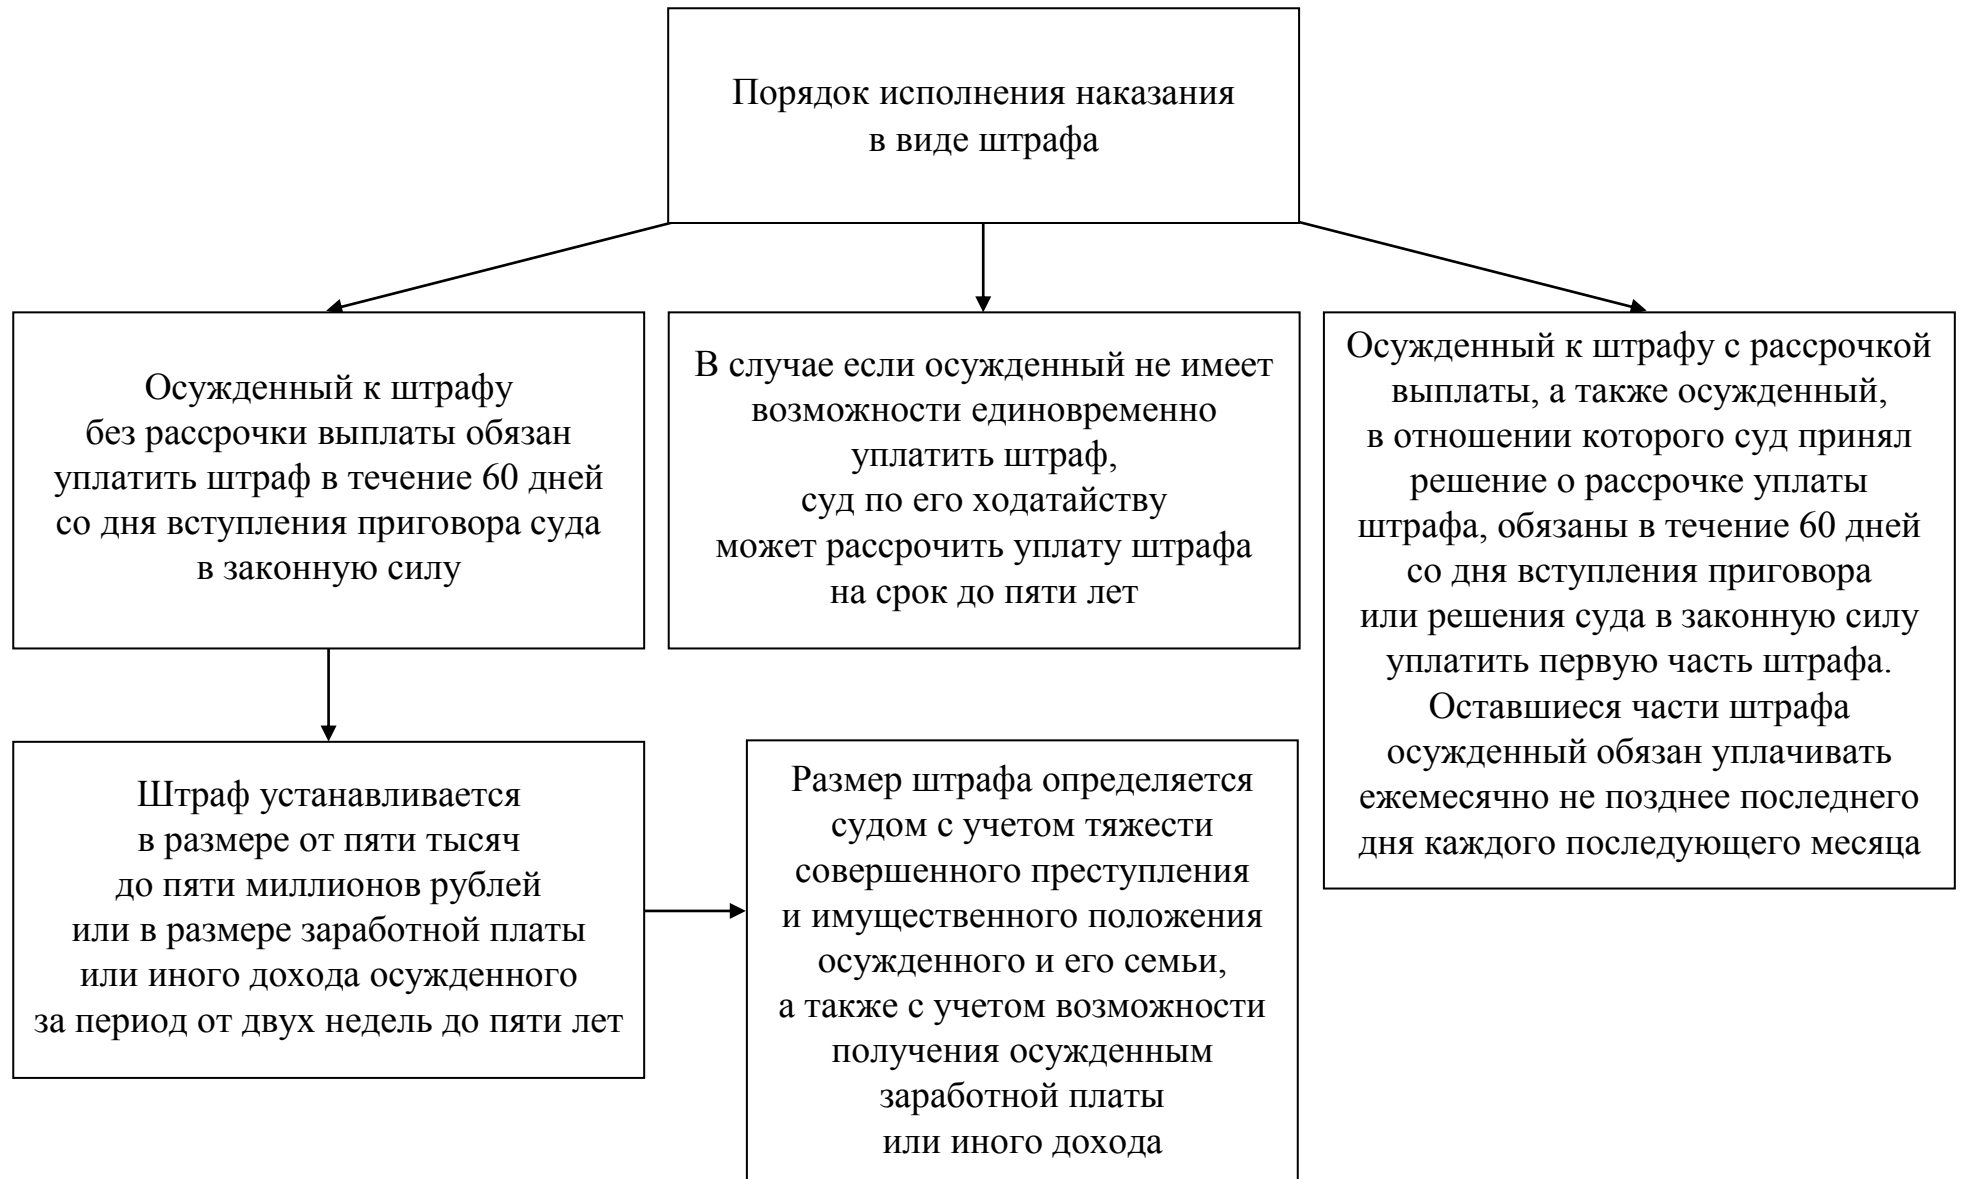 Порядок исполнения наказания
в виде штрафа
Осужденный к штрафу
без рассрочки выплаты обязан
уплатить штраф в течение 60 дней
со дня вступления приговора суда
в законную силу
В случае если осужденный не имеет
возможности единовременно
уплатить штраф,
суд по его ходатайству
может рассрочить уплату штрафа
на срок до пяти лет
Осужденный к штрафу с рассрочкой
выплаты, а также осужденный,
в отношении которого суд принял
решение о рассрочке уплаты
штрафа, обязаны в течение 60 дней
со дня вступления приговора
или решения суда в законную силу
уплатить первую часть штрафа.
Оставшиеся части штрафа
осужденный обязан уплачивать
ежемесячно не позднее последнего
дня каждого последующего месяца
Штраф устанавливается
в размере от пяти тысяч
до пяти миллионов рублей
или в размере заработной платы
или иного дохода осужденного
за период от двух недель до пяти лет
Размер штрафа определяется
судом с учетом тяжести
совершенного преступления
и имущественного положения
осужденного и его семьи,
а также с учетом возможности
получения осужденным
заработной платы
или иного дохода